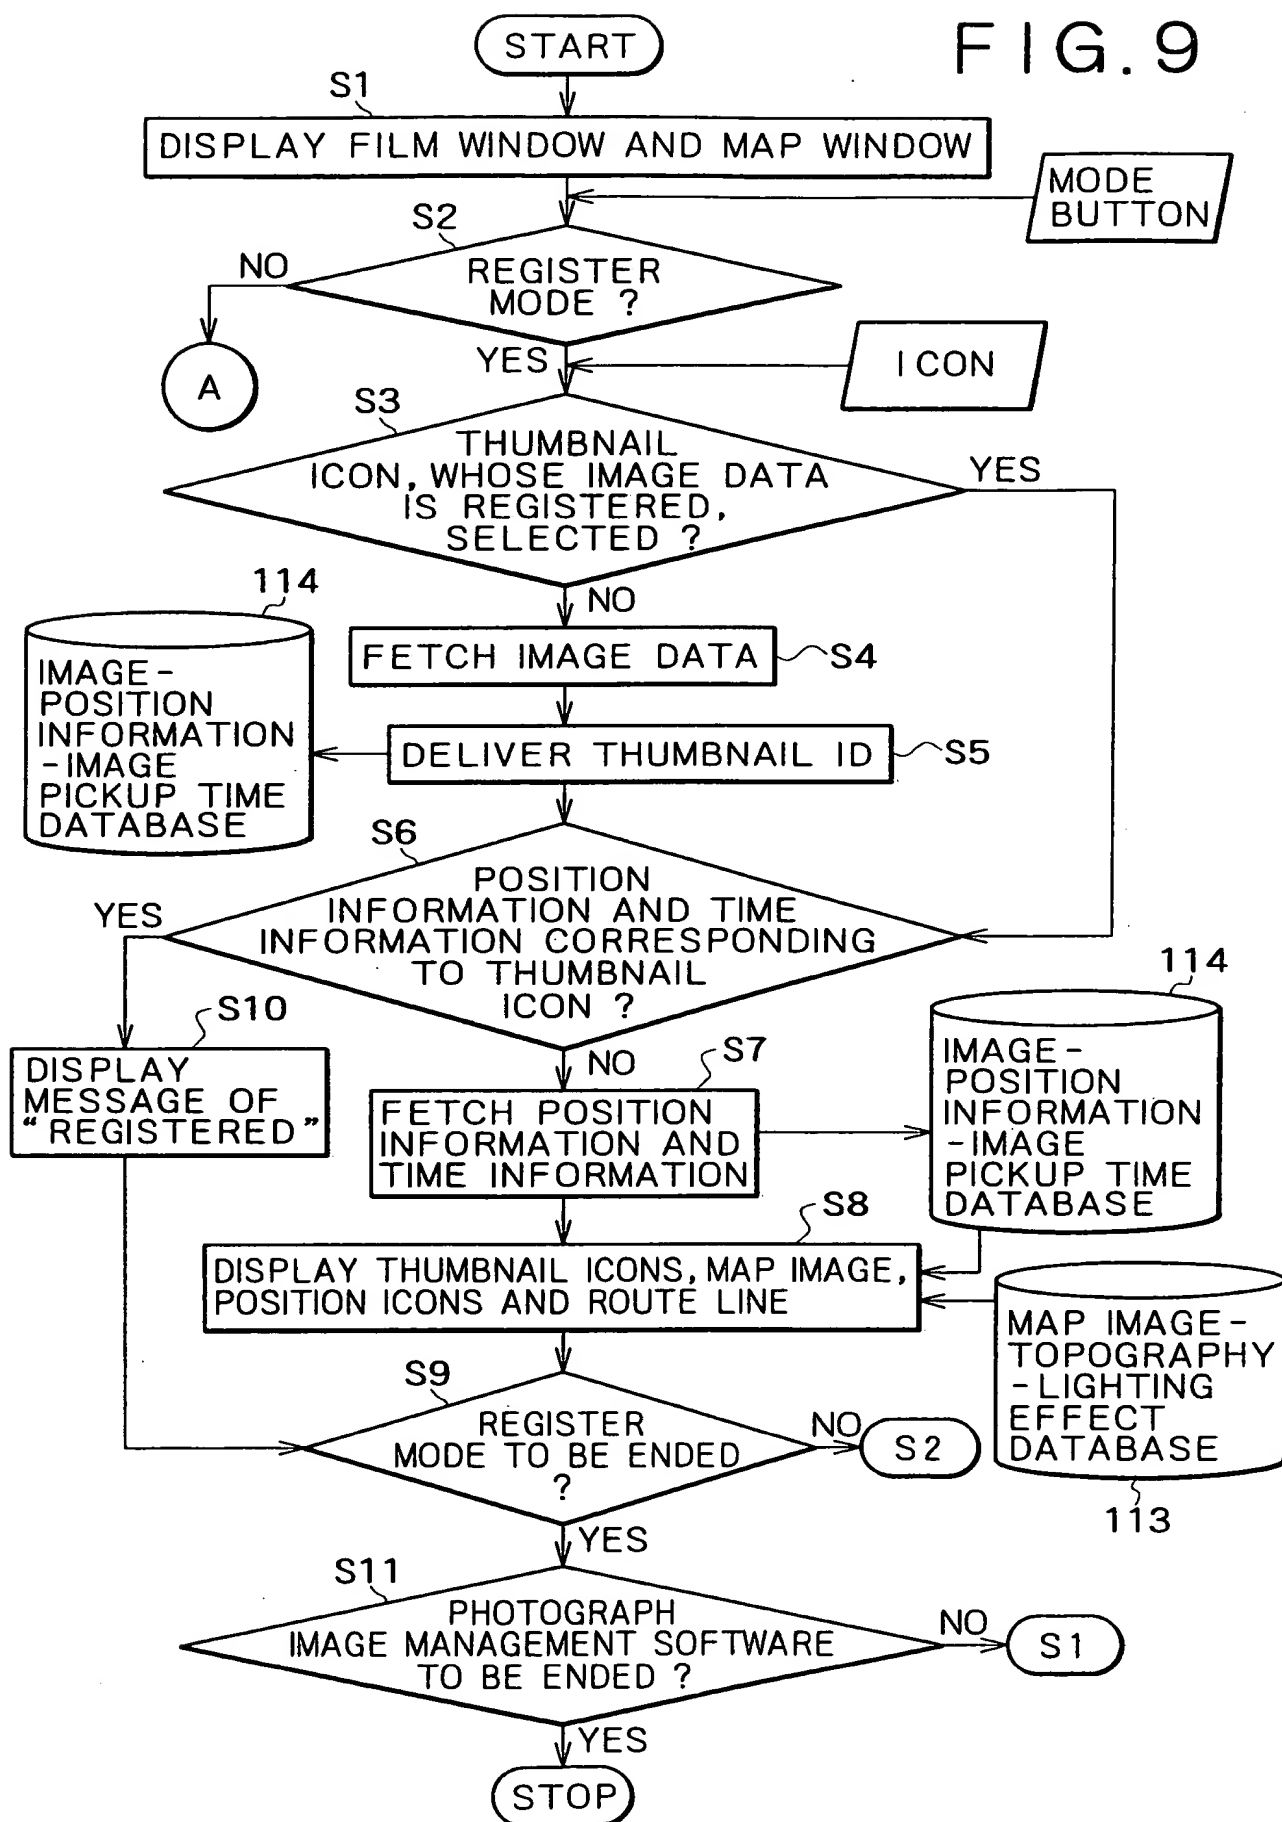 START
FIG. 9
S1
DISPLAY FILM WINDOW AND MAP WINDOW
MODE
BUTTON
S2
NO
REGISTER
MODE ?
YES
ICON
A
S3
THUMBNAIL
ICON, WHOSE IMAGE DATA
IS REGISTERED,
SELECTED ?
YES
NO
114
IMAGE-
POSITION
INFORMATION
-IMAGE
PICKUP TIME
DATABASE
FETCH IMAGE DATA
S4
DELIVER THUMBNAIL ID
S5
S6
YES
POSITION
INFORMATION AND TIME
INFORMATION CORRESPONDING
TO THUMBNAIL
ICON ?
NO
S10
DISPLAY
MESSAGE OF
"REGISTERED"
S7
FETCH POSITION
INFORMATION AND
TIME INFORMATION
114
IMAGE-
POSITION
INFORMATION
-IMAGE
PICKUP TIME
DATABASE
S8
DISPLAY THUMBNAIL ICONS, MAP IMAGE,
POSITION ICONS AND ROUTE LINE
MAP IMAGE-
TOPOGRAPHY
-LIGHTING
EFFECT
DATABASE
113
S9
REGISTER
MODE TO BE ENDED
?
NO
S2
YES
S11
PHOTOGRAPH
IMAGE MANAGEMENT SOFTWARE
TO BE ENDED ?
NO
S1
YES
STOP